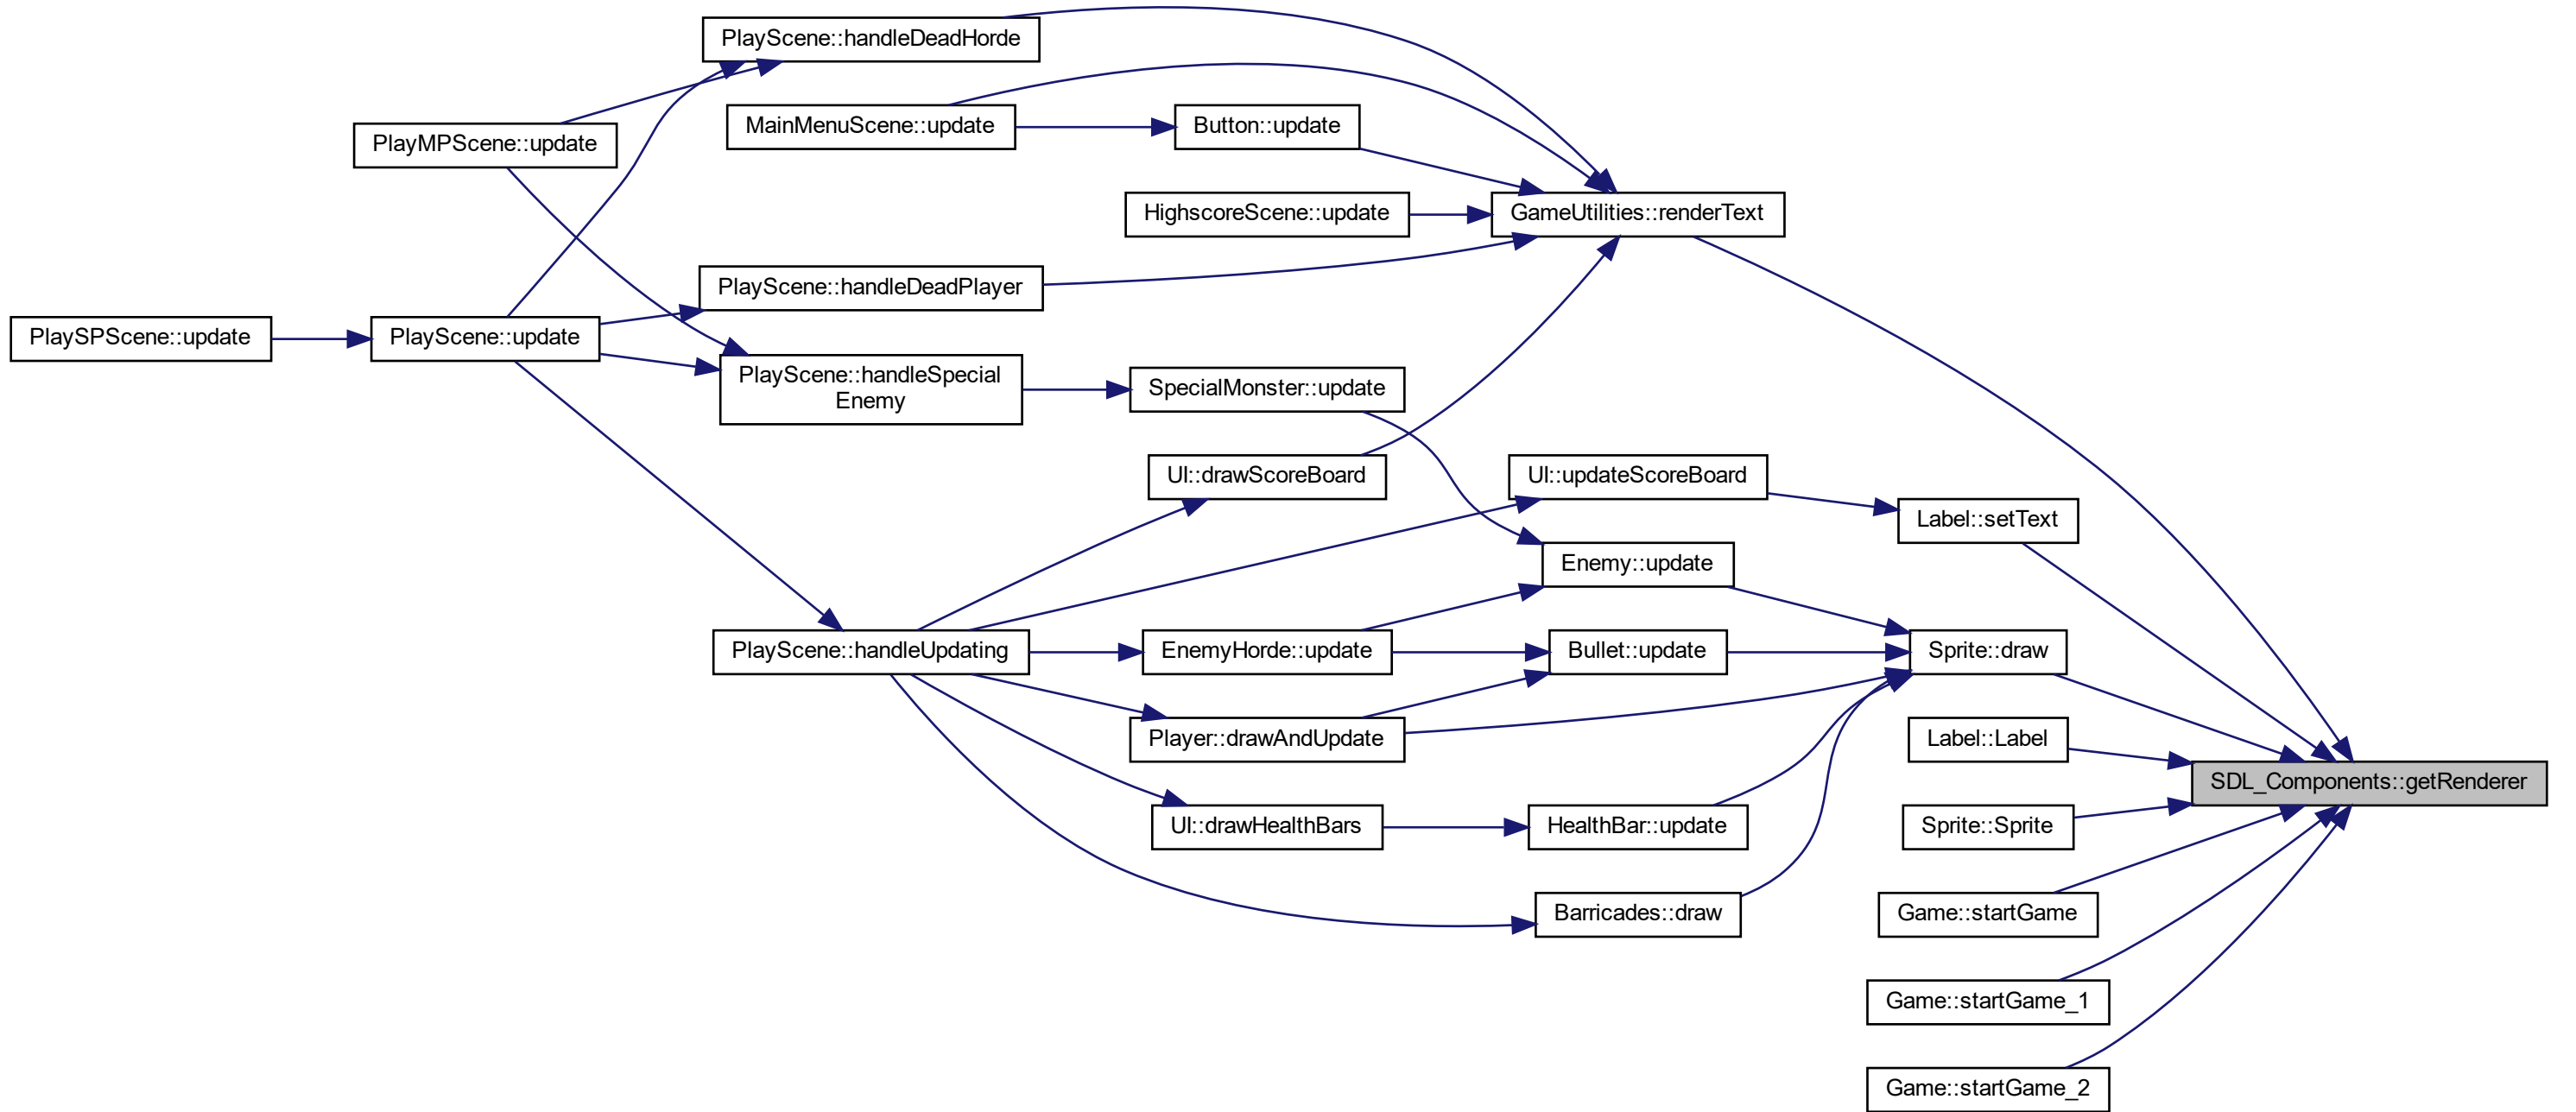 PlayScene::handleDeadHorde
MainMenuScene::update
Button::update
PlayMPScene::update
HighscoreScene::update
GameUtilities::renderText
PlayScene::handleDeadPlayer
PlaySPScene::update
PlayScene::update
PlayScene::handleSpecial
Enemy
SpecialMonster::update
UI::drawScoreBoard
UI::updateScoreBoard
Label::setText
Enemy::update
PlayScene::handleUpdating
EnemyHorde::update
Bullet::update
Sprite::draw
Player::drawAndUpdate
Label::Label
SDL_Components::getRenderer
UI::drawHealthBars
HealthBar::update
Sprite::Sprite
Barricades::draw
Game::startGame
Game::startGame_1
Game::startGame_2